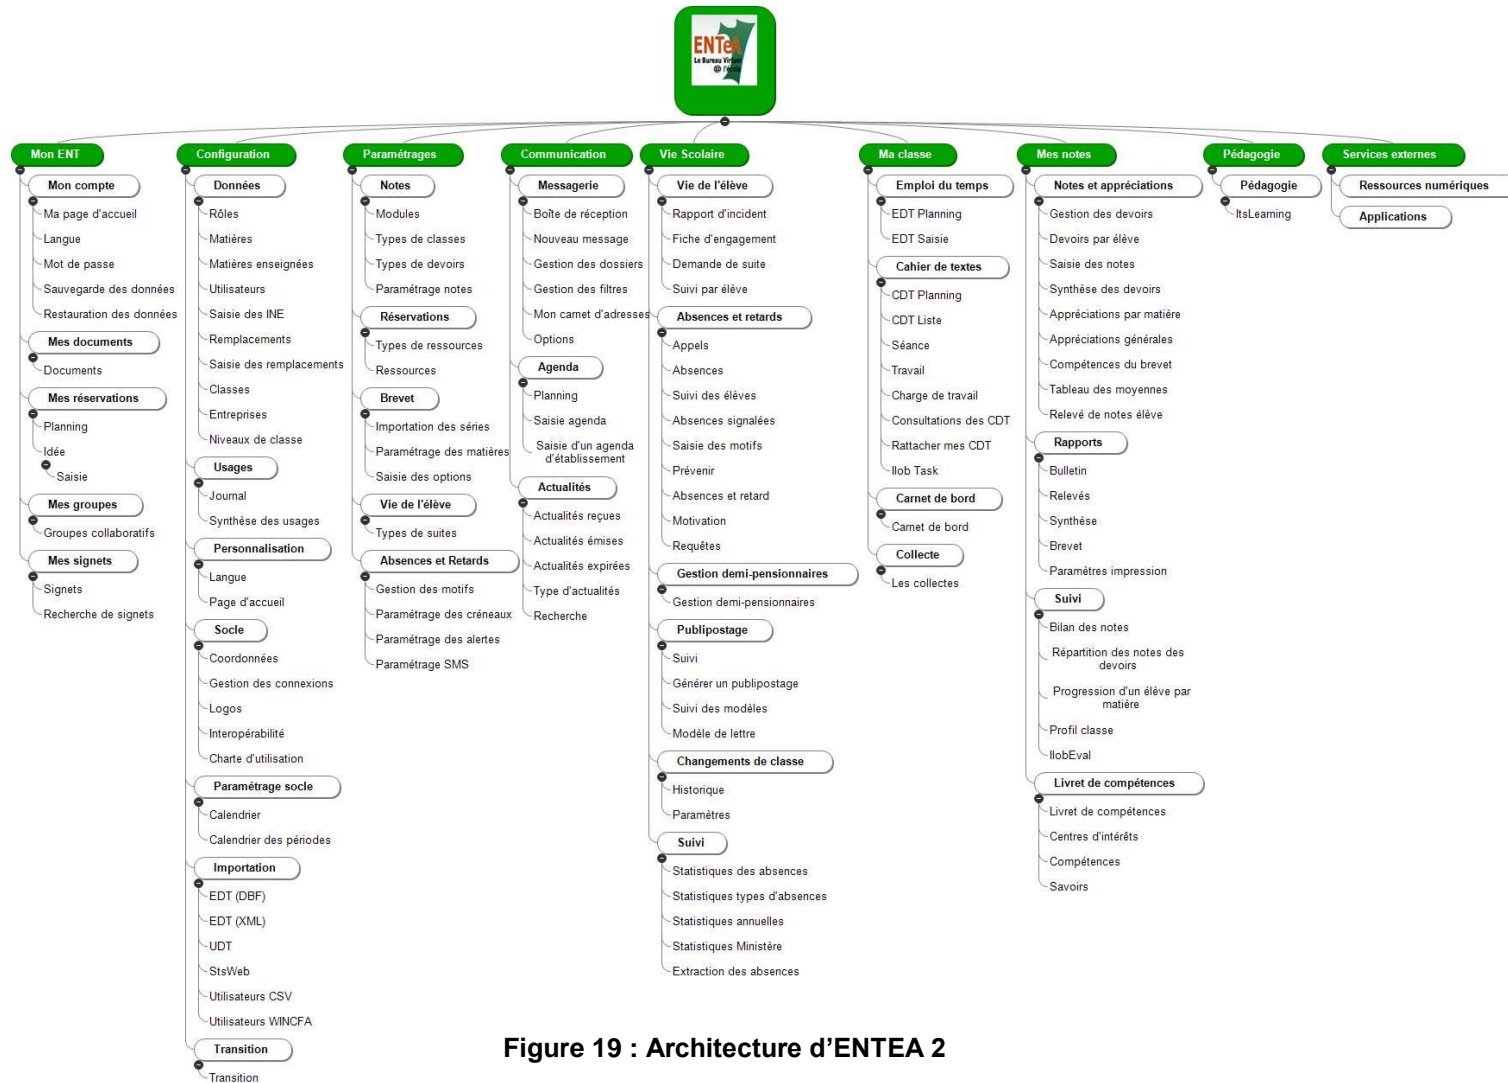 ENTeA
Le Bureau Virtuel
@ l'école
Mon ENT
Mon compte
Ma page d'accueil
Langue
Mot de passe
Sauvegarde des données
Restauration des données
Mes documents
Documents
Mes réservations
Planning
Idée
Saisie
Mes groupes
Groupes collaboratifs
Mes signets
Signets
Recherche de signets
Configuration
Données
Rôles
Matières
Matières enseignées
Utilisateurs
Saisie des INE
Remplacements
Saisie des remplacements
Classes
Entreprises
Niveaux de classe
Usages
Journal
Synthèse des usages
Personnalisation
Langue
Page d'accueil
Socle
Coordonnées
Gestion des connexions
Logos
Interopérabilité
Charte d'utilisation
Paramétrage socle
Calendrier
Calendrier des périodes
Importation
EDT (DBF)
EDT (XML)
UDT
StsWeb
Utilisateurs CSV
Utilisateurs WINCFA
Transition
Transition
Paramétrages
Notes
Modules
Types de classes
Types de devoirs
Paramétrage notes
Réservations
Types de ressources
Ressources
Brevet
Importation des séries
Paramétrage des matières
Saisie des options
Vie de l'élève
Types de suites
Absences et Retards
Gestion des motifs
Paramétrage des créneaux
Paramétrage des alertes
Paramétrage SMS
Communication
Messagerie
Boîte de réception
Nouveau message
Gestion des dossiers
Gestion des filtres
Mon carnet d'adresses
Options
Agenda
Planning
Saisie agenda
Saisie d'un agenda
d'établissement
Actualités
Actualités reçues
Actualités émises
Actualités expirées
Type d'actualités
Recherche
Vie Scolaire
Vie de l'élève
Rapport d'incident
Fiche d'engagement
Demande de suite
Suivi par élève
Absences et retards
Appels
Absences
Suivi des élèves
Absences signalées
Saisie des motifs
Prévenir
Absences et retard
Motivation
Requêtes
Gestion demi-pensionnaires
Gestion demi-pensionnaires
Publipostage
Suivi
Générer un publipostage
Suivi des modèles
Modèle de lettre
Changements de classe
Historique
Paramètres
Suivi
Statistiques des absences
Statistiques types d'absences
Statistiques annuelles
Statistiques Ministère
Extraction des absences
Ma classe
Emploi du temps
EDT Planning
EDT Saisie
Cahier de textes
CDT Planning
CDT Liste
Séance
Travail
Charge de travail
Consultations des CDT
Rattacher mes CDT
Ilob Task
Carnet de bord
Carnet de bord
Collecte
Les collectes
Mes notes
Notes et appréciations
Gestion des devoirs
Devoirs par élève
Saisie des notes
Synthèse des devoirs
Appréciations par matière
Appréciations générales
Compétences du brevet
Tableau des moyennes
Relevé de notes élève
Rapports
Bulletin
Relevés
Synthèse
Brevet
Paramètres impression
Suivi
Bilan des notes
Répartition des notes des
devoirs
Progression d'un élève par
matière
Profil classe
IlobEval
Livret de compétences
Livret de compétences
Centres d'intérêts
Compétences
Savoirs
Pédagogie
Pédagogie
ItsLearning
Services externes
Ressources numériques
Applications
Figure 19 : Architecture d'ENTEA 2